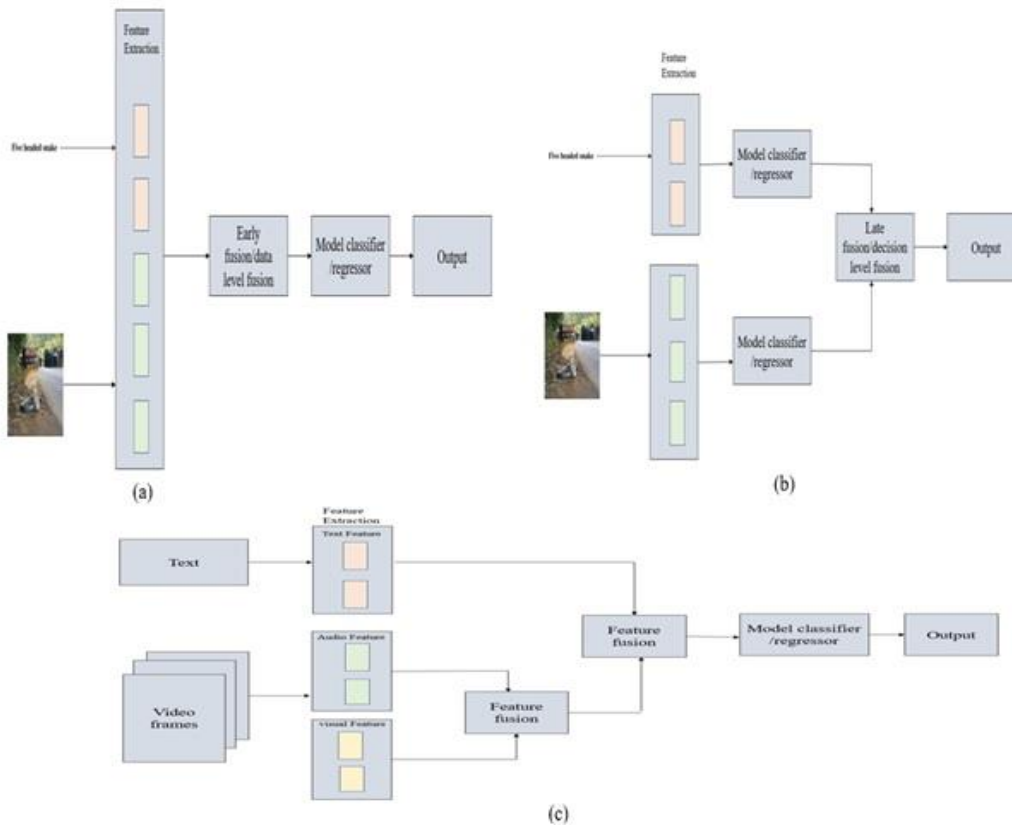 Feature
Extraction
Five headed snake
Early
fusion/data
level fusion
Model classifier
/regressor
Output
(a)
Feature
Extraction
Five headed snake
Model classifier
/regressor
Late
fusion/decision
level fusion
Output
Model classifier
/regressor
(b)
Feature
Extraction
Text Feature
Text
Audio Feature
Video
frames
visual Feature
Feature
fusion
Feature
fusion
Model classifier
/regressor
Output
(c)